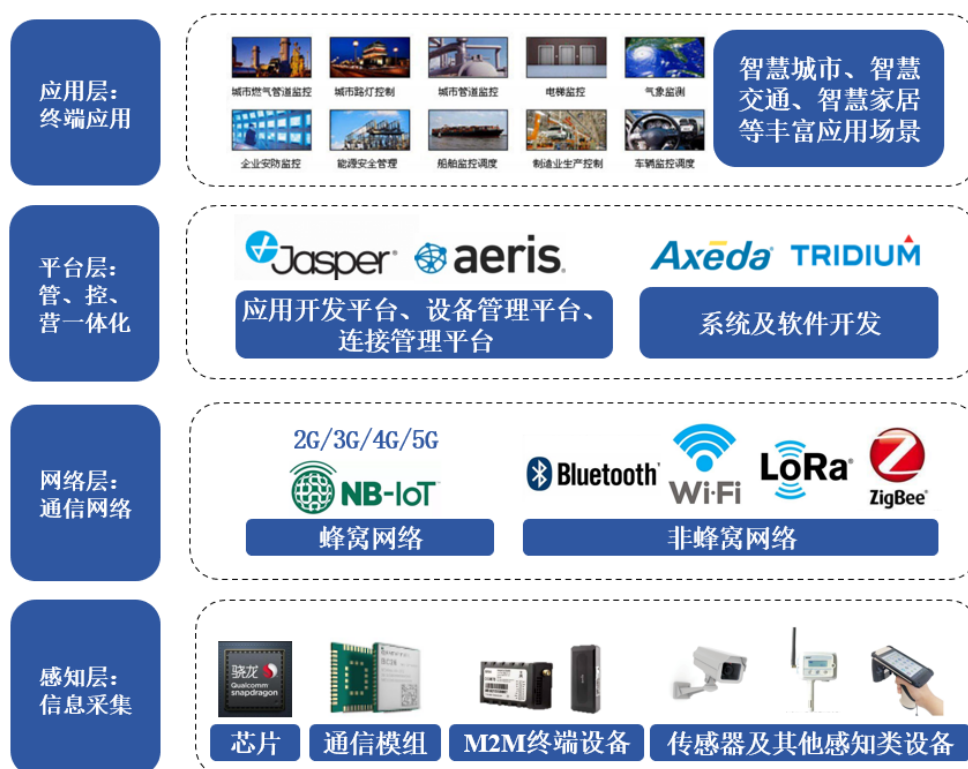 应用层：
终端应用
城市燃气管道监控
城市路灯控制
城市管道监控
电梯监控
气象监测
企业安防监控
能源安全管理
船舶监控调度
制造业生产控制
车辆监控调度
智慧城市、智慧
交通、智慧家居
等丰富应用场景
平台层：
管、控、
营一体化
Jasper®
aeris.
Axeda®
TRIDIUM
应用开发平台、设备管理平台、
连接管理平台
系统及软件开发
网络层：
通信网络
2G/3G/4G/5G
NB-IoT
Bluetooth®
Wi-Fi
LoRa®
ZigBee®
蜂窝网络
非蜂窝网络
感知层：
信息采集
骁龙
Qualcomm
snapdragon
芯片
通信模组
M2M终端设备
传感器及其他感知类设备